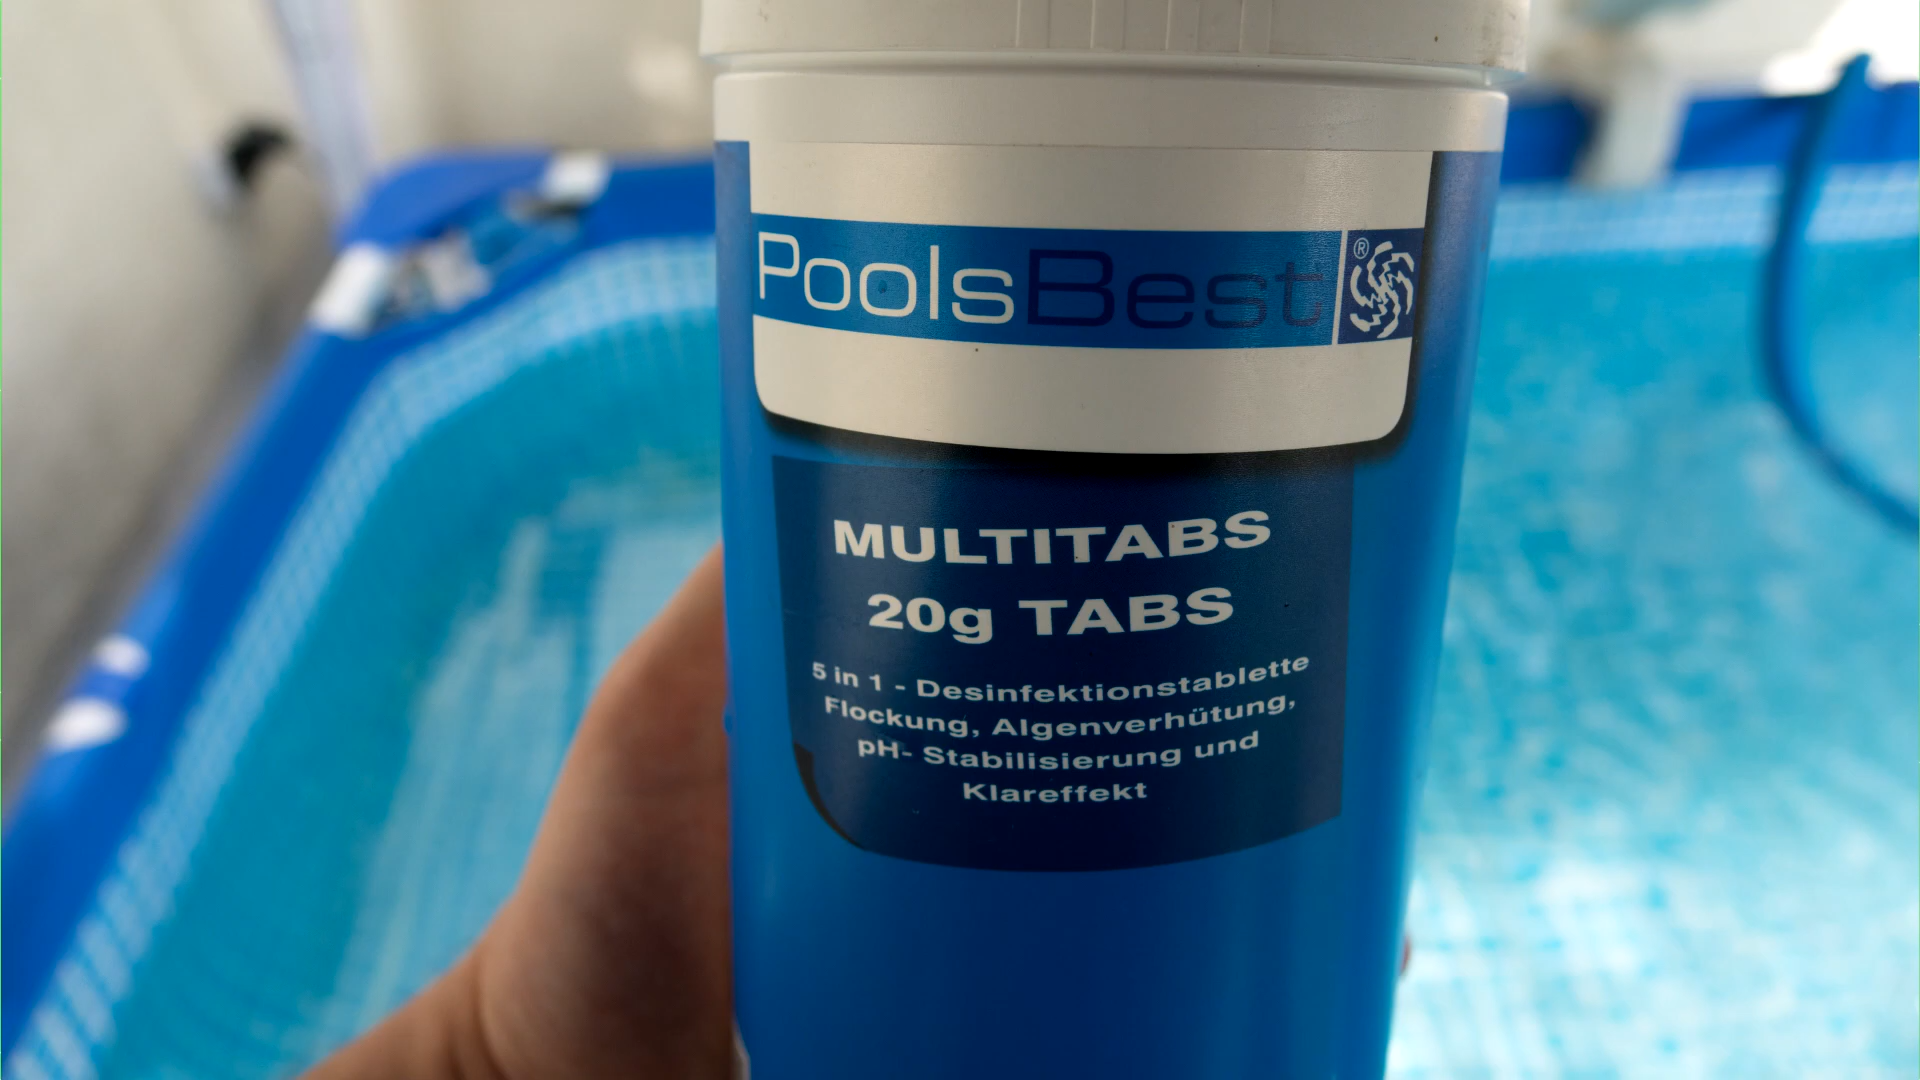 PoolsBest ®
MULTITABS
20g TABS
5 in 1 - Desinfektionstablette
Flockung, Algenverhütung,
pH- Stabilisierung und
Klareffekt